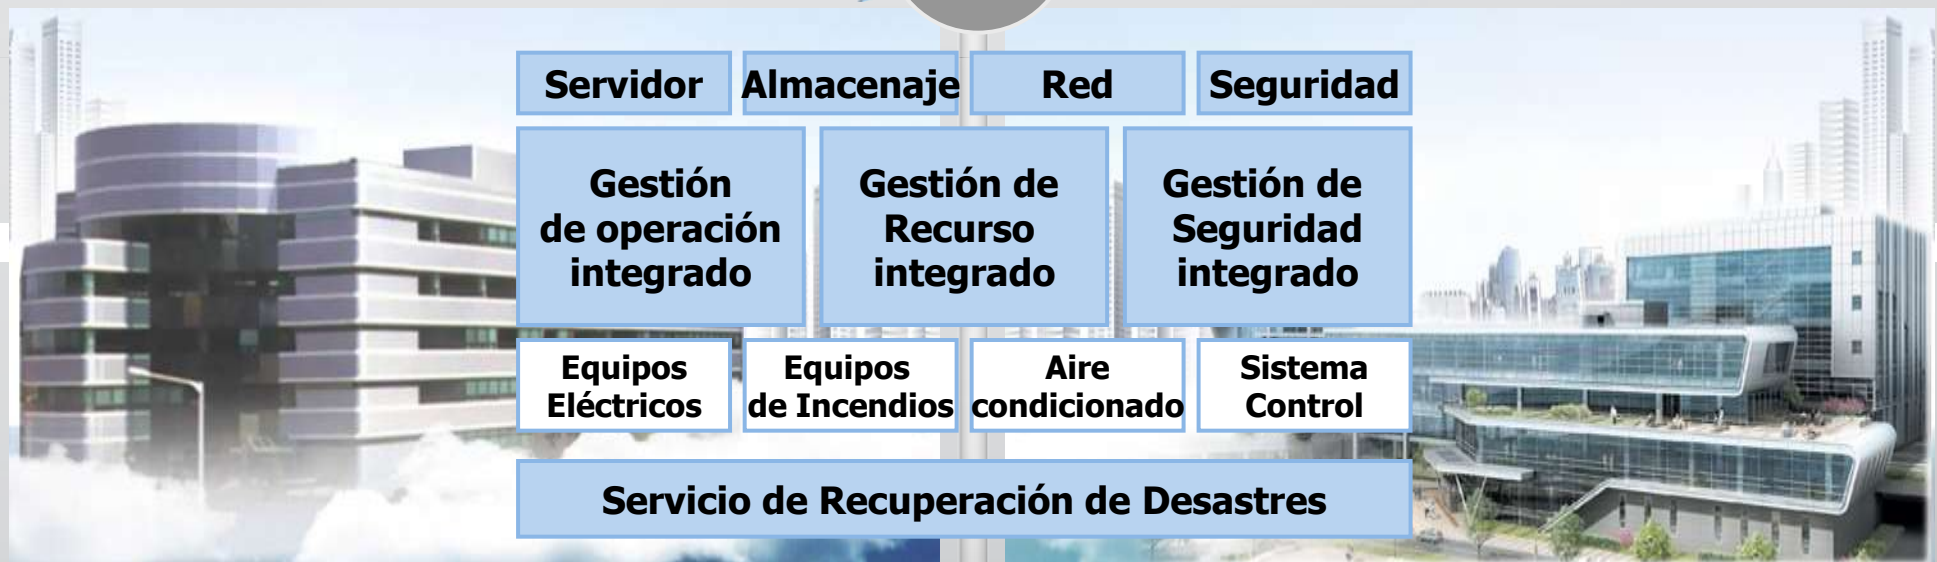 Servidor Almacenaje Red Seguridad
Gestión
de operación
integrado
Gestión de
Recurso
integrado
Gestión de
Seguridad
integrado
Equipos
Eléctricos
Equipos
de Incendios
Aire
condicionado
Sistema
Control
Servicio de Recuperación de Desastres